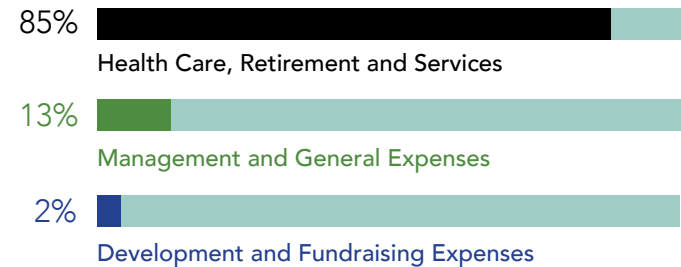 85%
Health Care, Retirement and Services
13%
Management and General Expenses
2%
Development and Fundraising Expenses